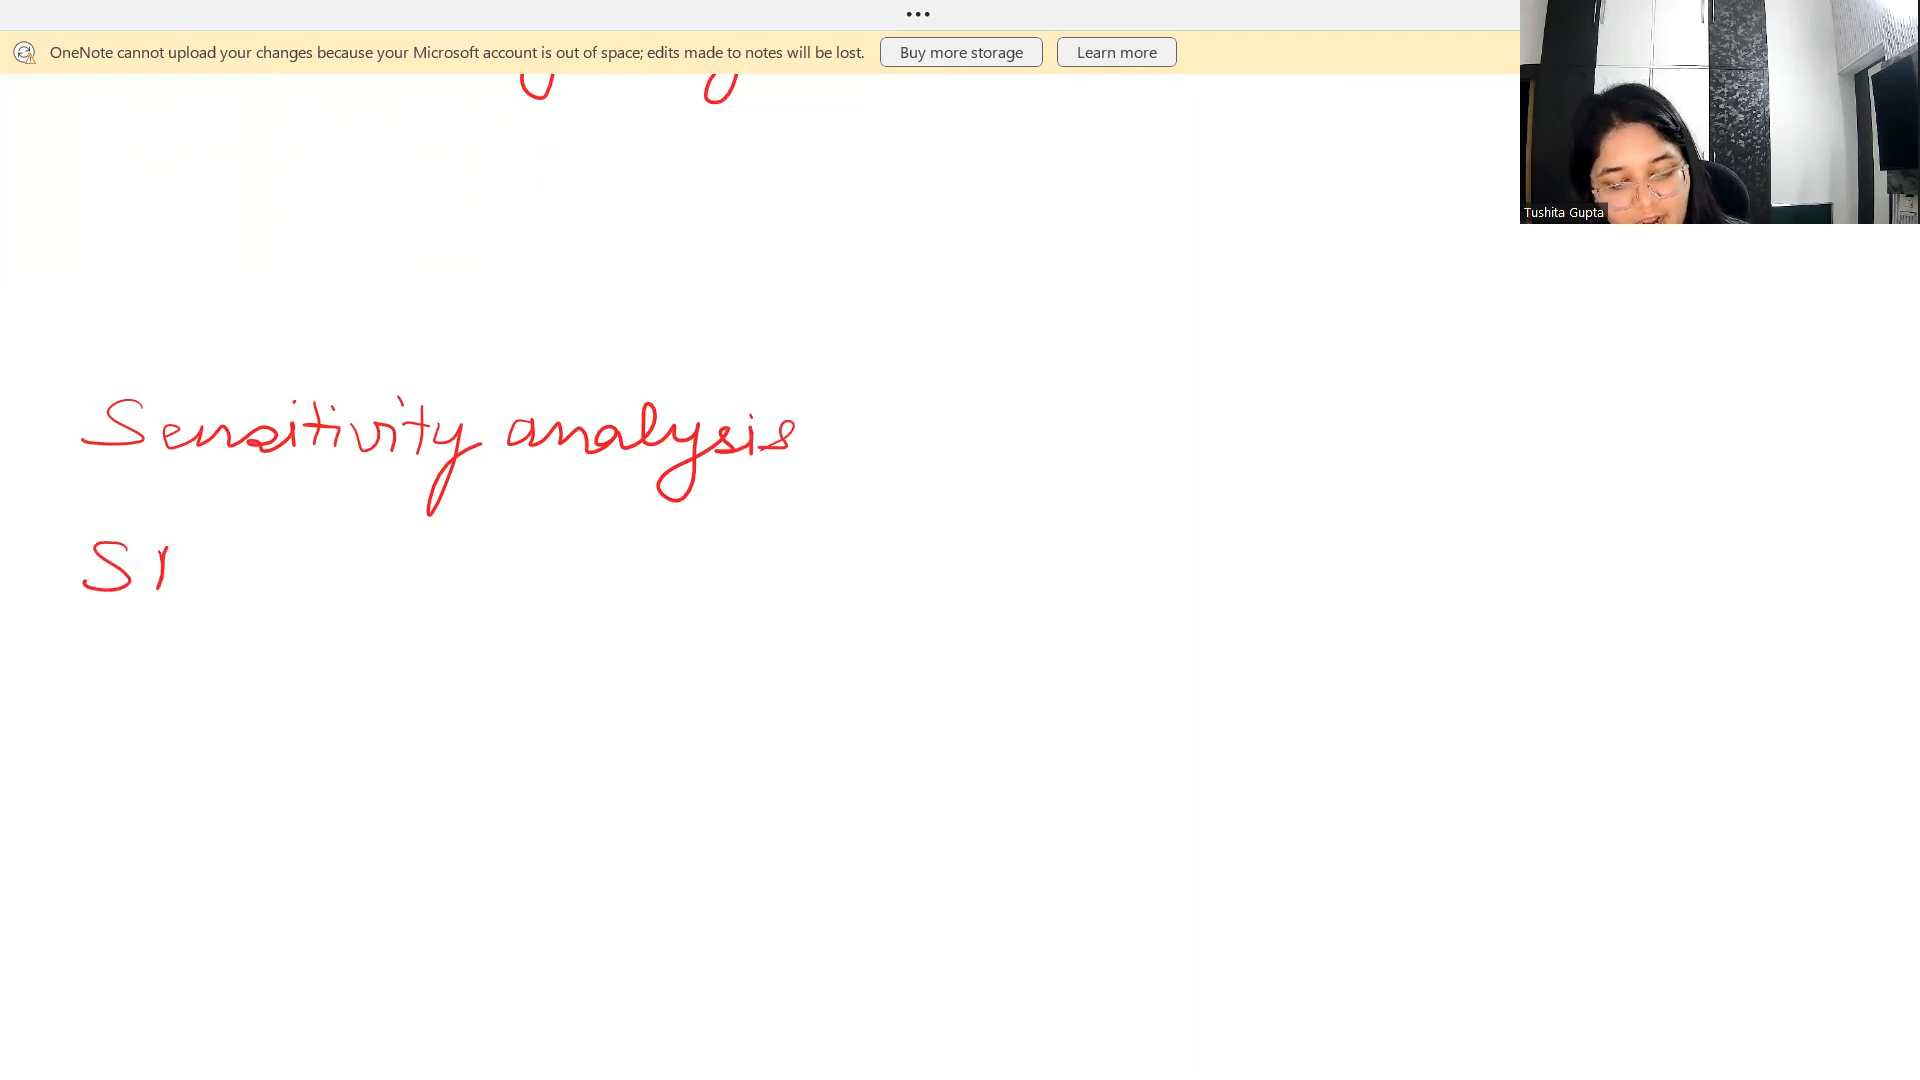 •••
OneNote cannot upload your changes because your Microsoft account is out of space; edits made to notes will be lost. Buy more storage Learn more
Tushita Gupta
Sensitivity analysis
S